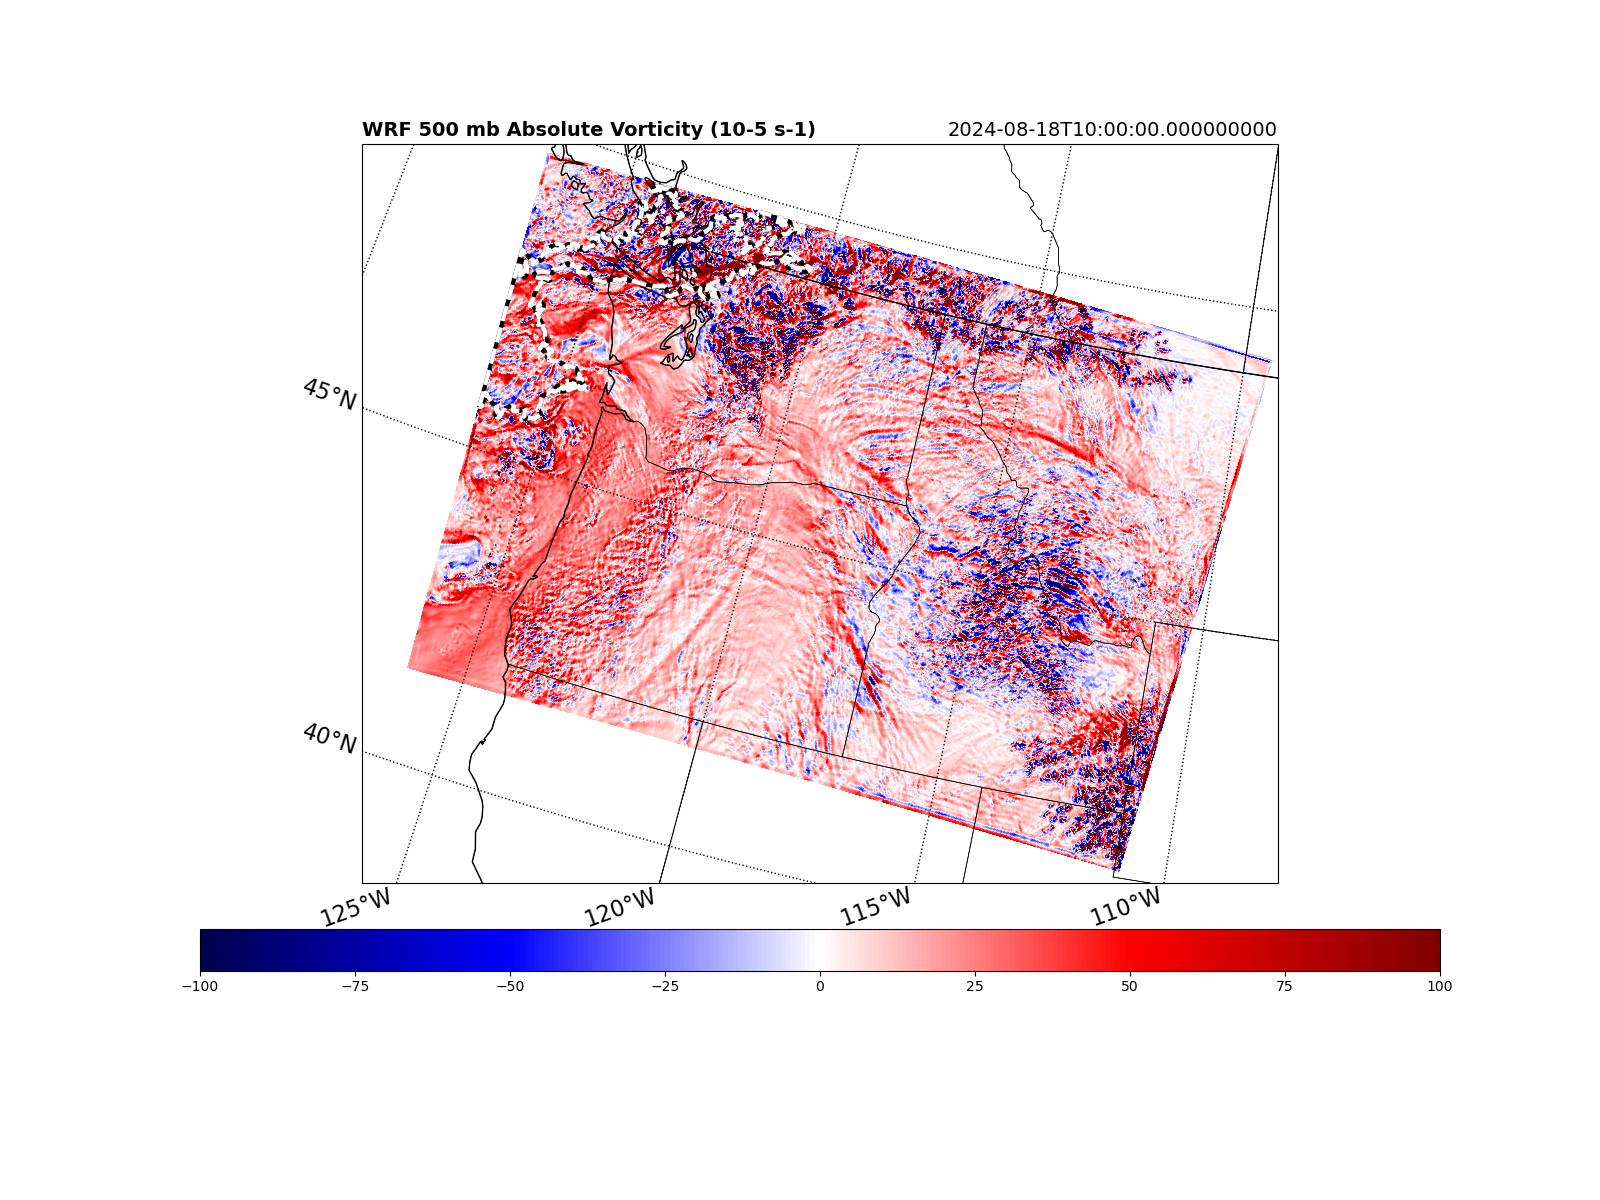 WRF 500 mb Absolute Vorticity (10-5 s-1) 2024-08-18T10:00:00.000000000
45°N
40°N
125°W 120°W 115°W 110°W
−100 −75 −50 −25 0 25 50 75 100